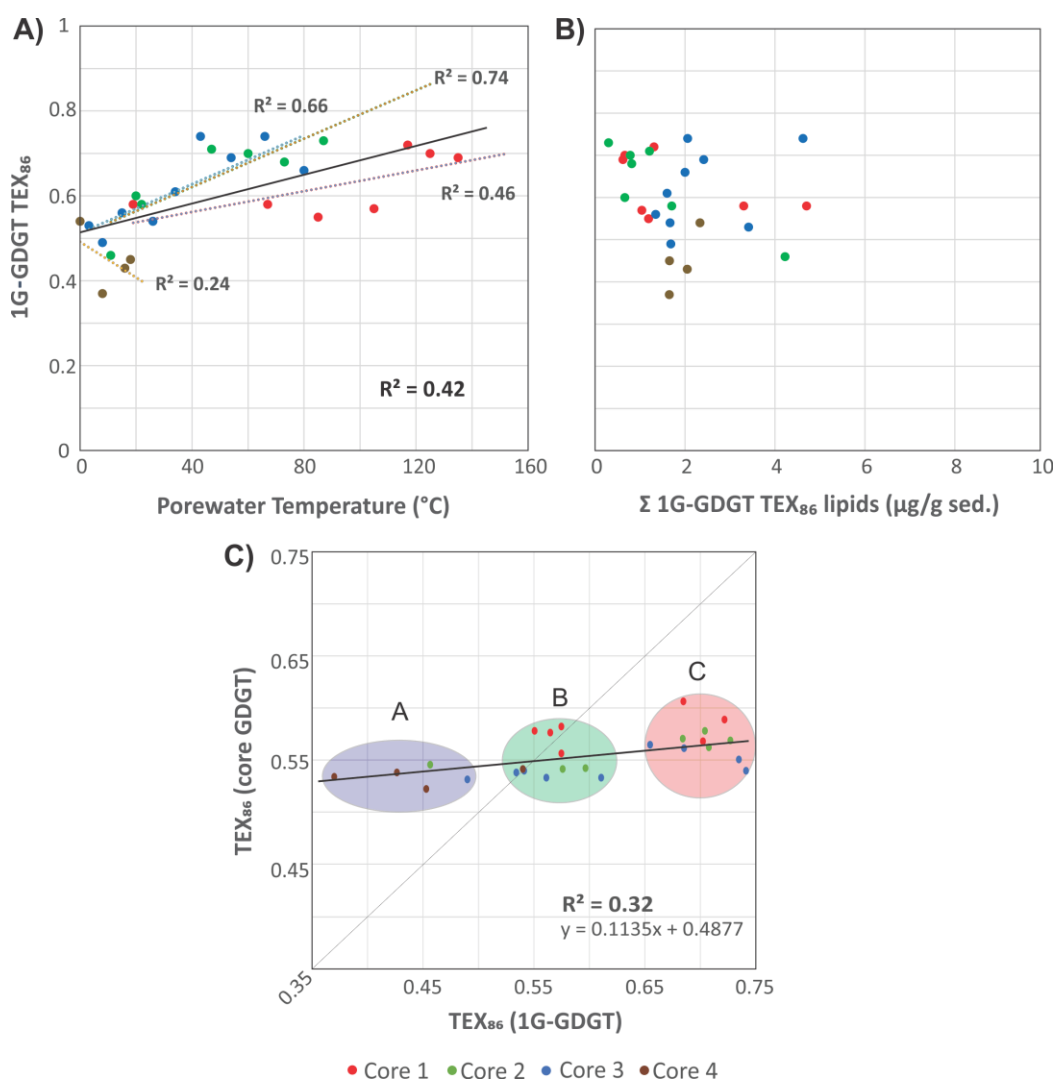 A)
1
0.8
0.6
0.4
0.2
0
0 40 80 120 160
1G-GDGT TEX₈₆
Porewater Temperature (°C)
R² = 0.66
R² = 0.74
R² = 0.46
R² = 0.24
R² = 0.42
B)
0 2 4 6 8 10
Σ 1G-GDGT TEX₈₆ lipids (µg/g sed.)
C)
0.75
0.65
0.55
0.45
0.35
0.45 0.55 0.65 0.75
TEX₈₆ (core GDGT)
TEX₈₆ (1G-GDGT)
A
B
C
R² = 0.32
y = 0.1135x + 0.4877
Core 1 Core 2 Core 3 Core 4